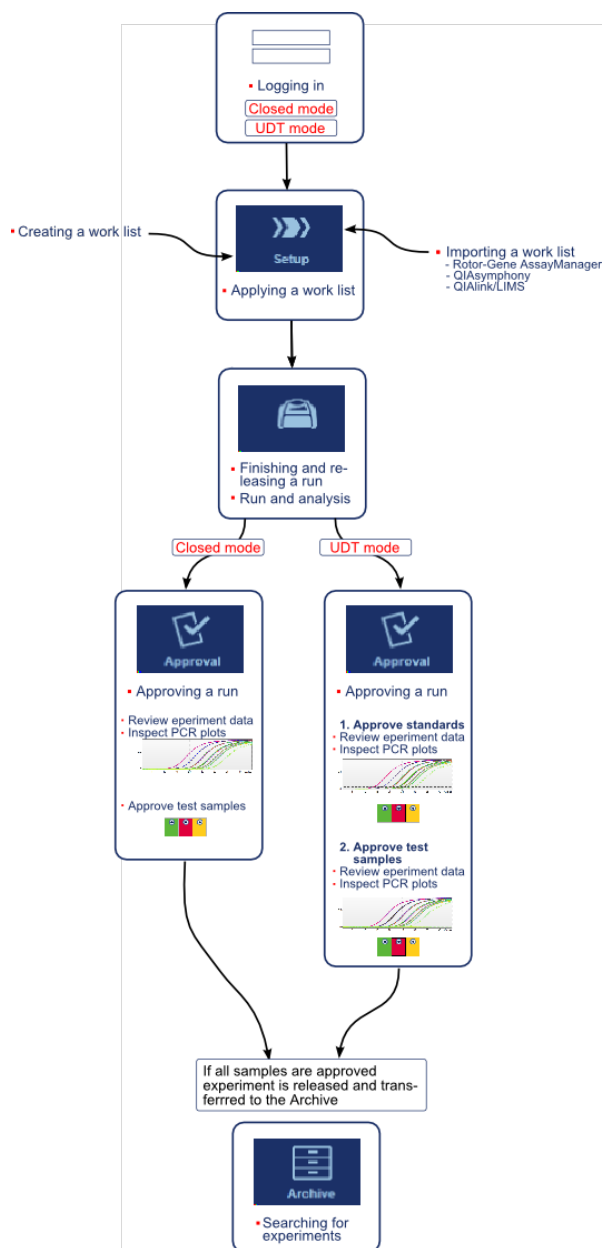 Logging in
Closed mode
UDT mode
Creating a work list
Setup
Applying a work list
Importing a work list
- Rotor-Gene AssayManager
- QIAsymphony
- QIAlink/LIMS
Finishing and re-
leasing a run
Run and analysis
Closed mode
UDT mode
Approval
Approving a run
Review eperiment data
Inspect PCR plots
Approve test samples
Approval
Approving a run
1. Approve standards
Review eperiment data
Inspect PCR plots
2. Approve test
samples
Review eperiment data
Inspect PCR plots
If all samples are approved
experiment is released and trans-
ferrred to the Archive
Archive
Searching for
experiments